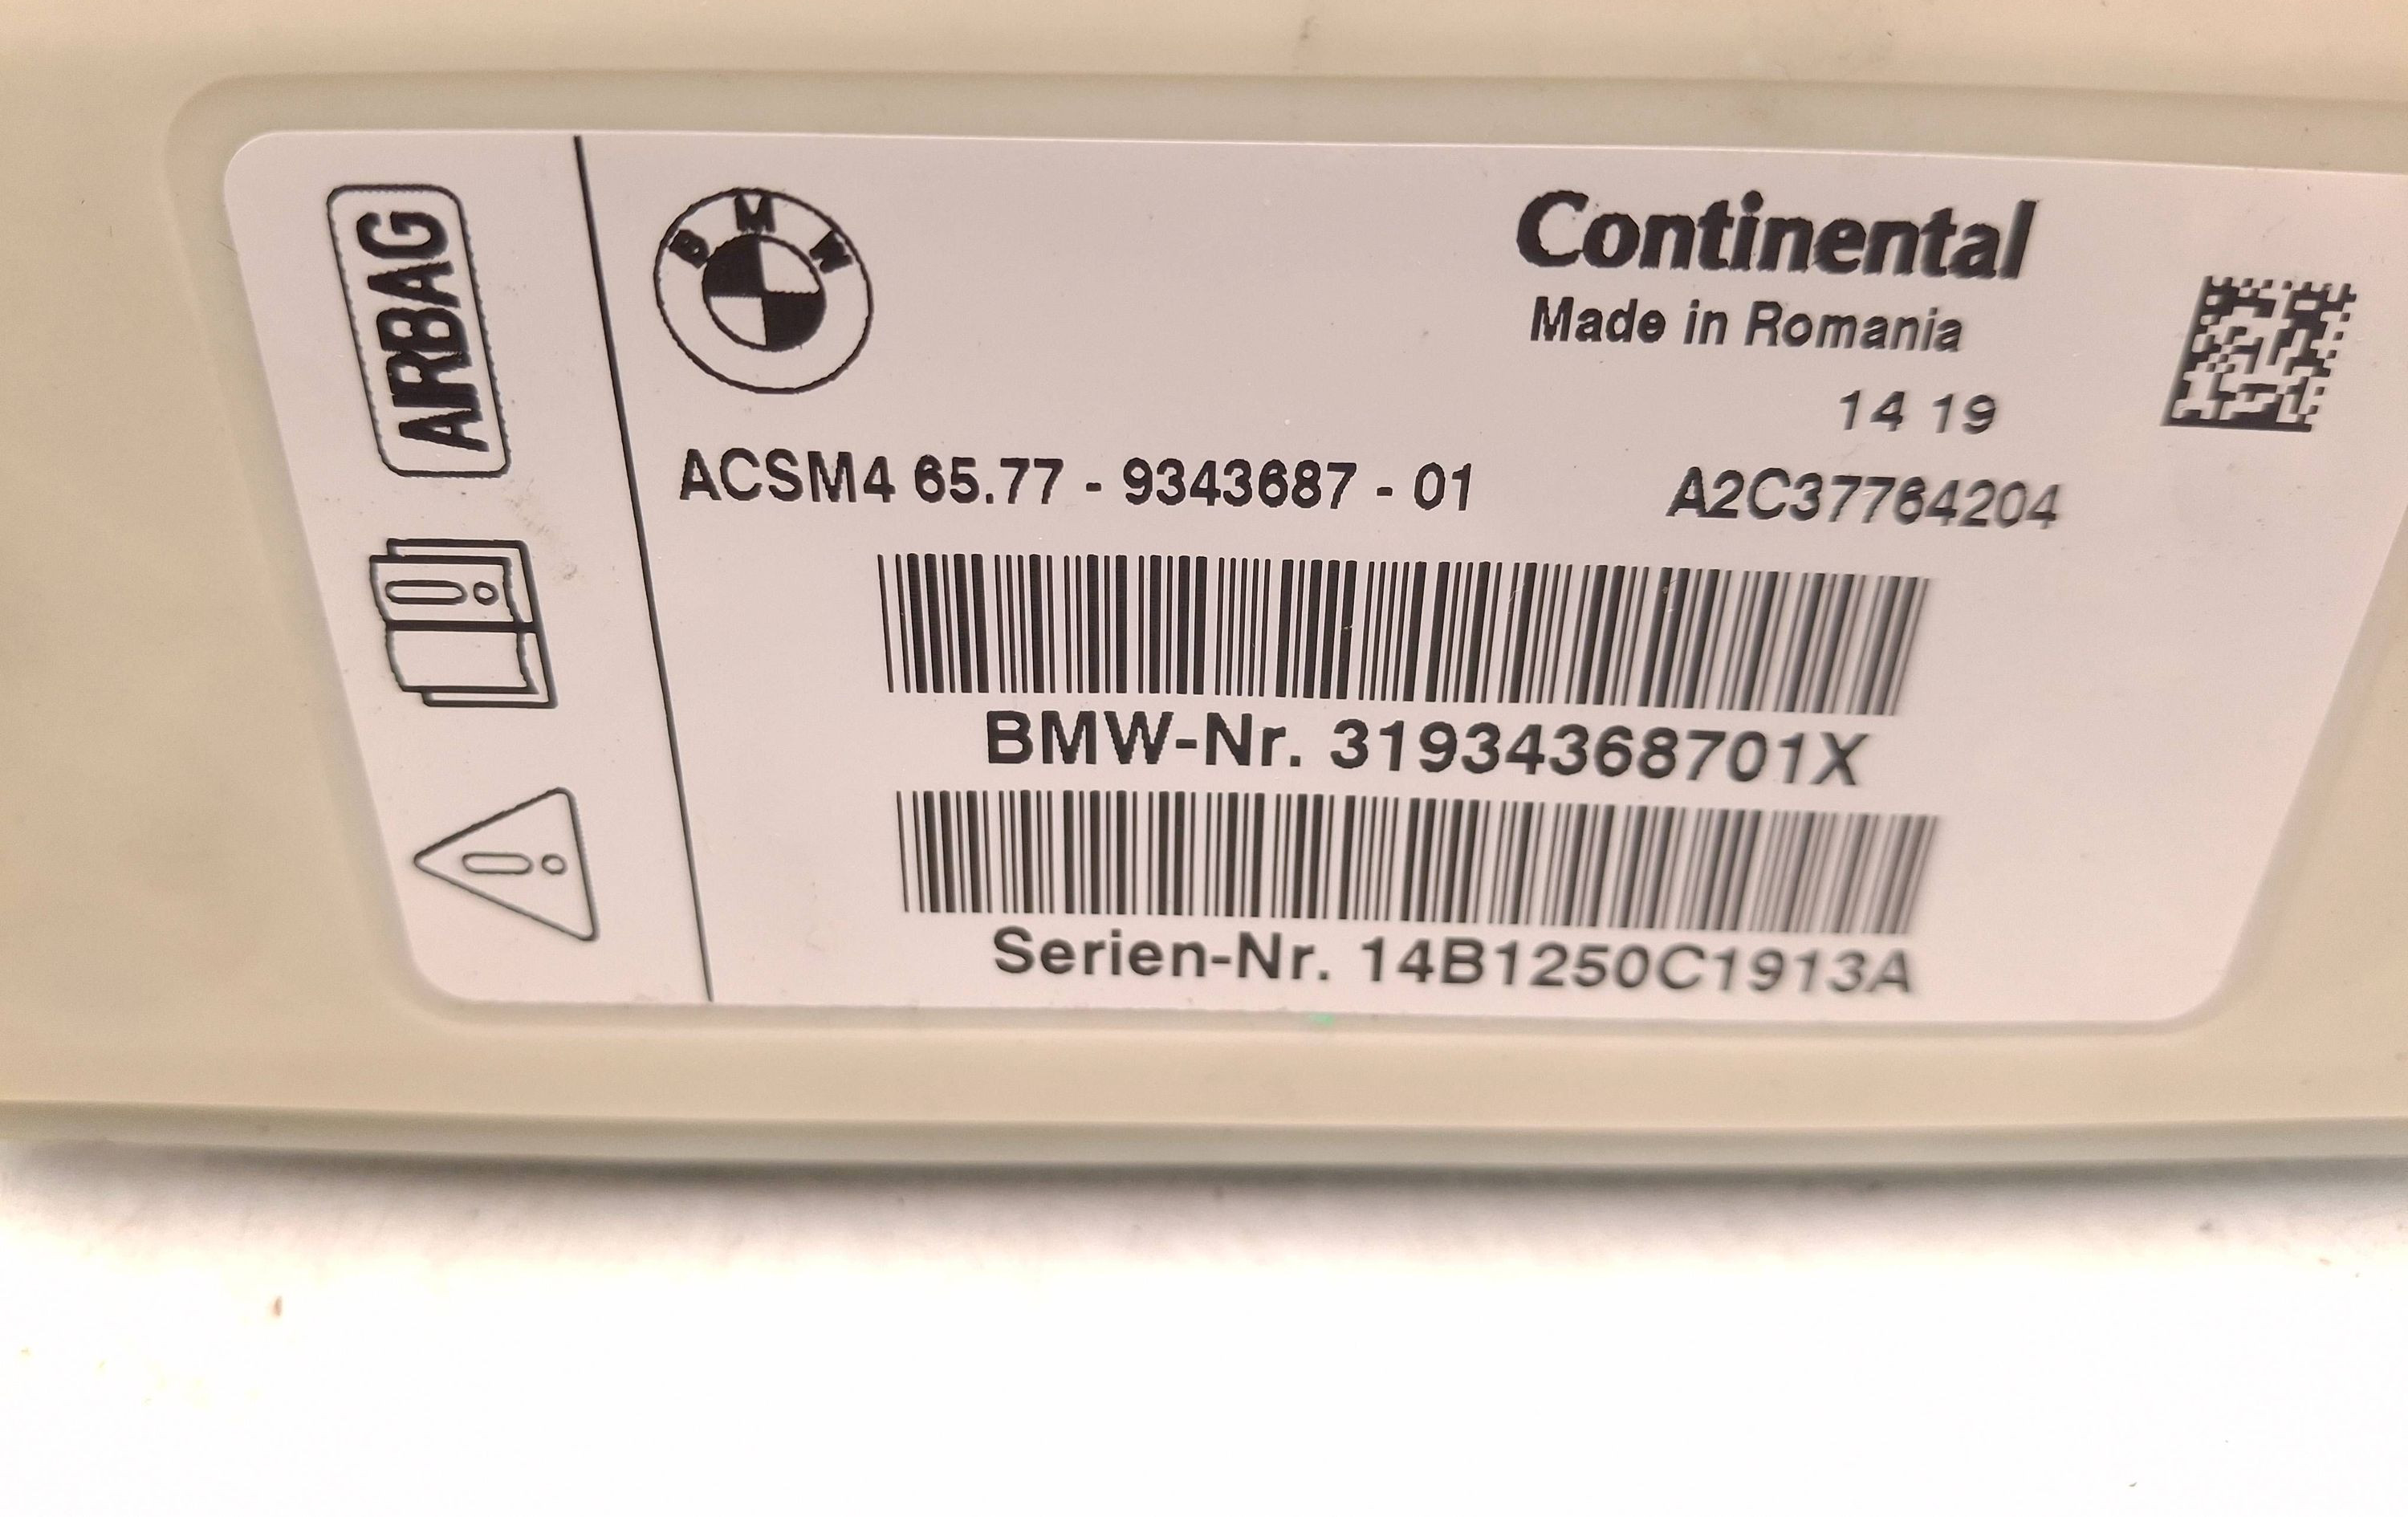 AIRBAG
BMW
Continental
Made in Romania
14 19
ACSM4 65.77 - 9343687 - 01
A2C37764204
BMW-Nr. 31934368701X
Serien-Nr. 14B1250C1913A